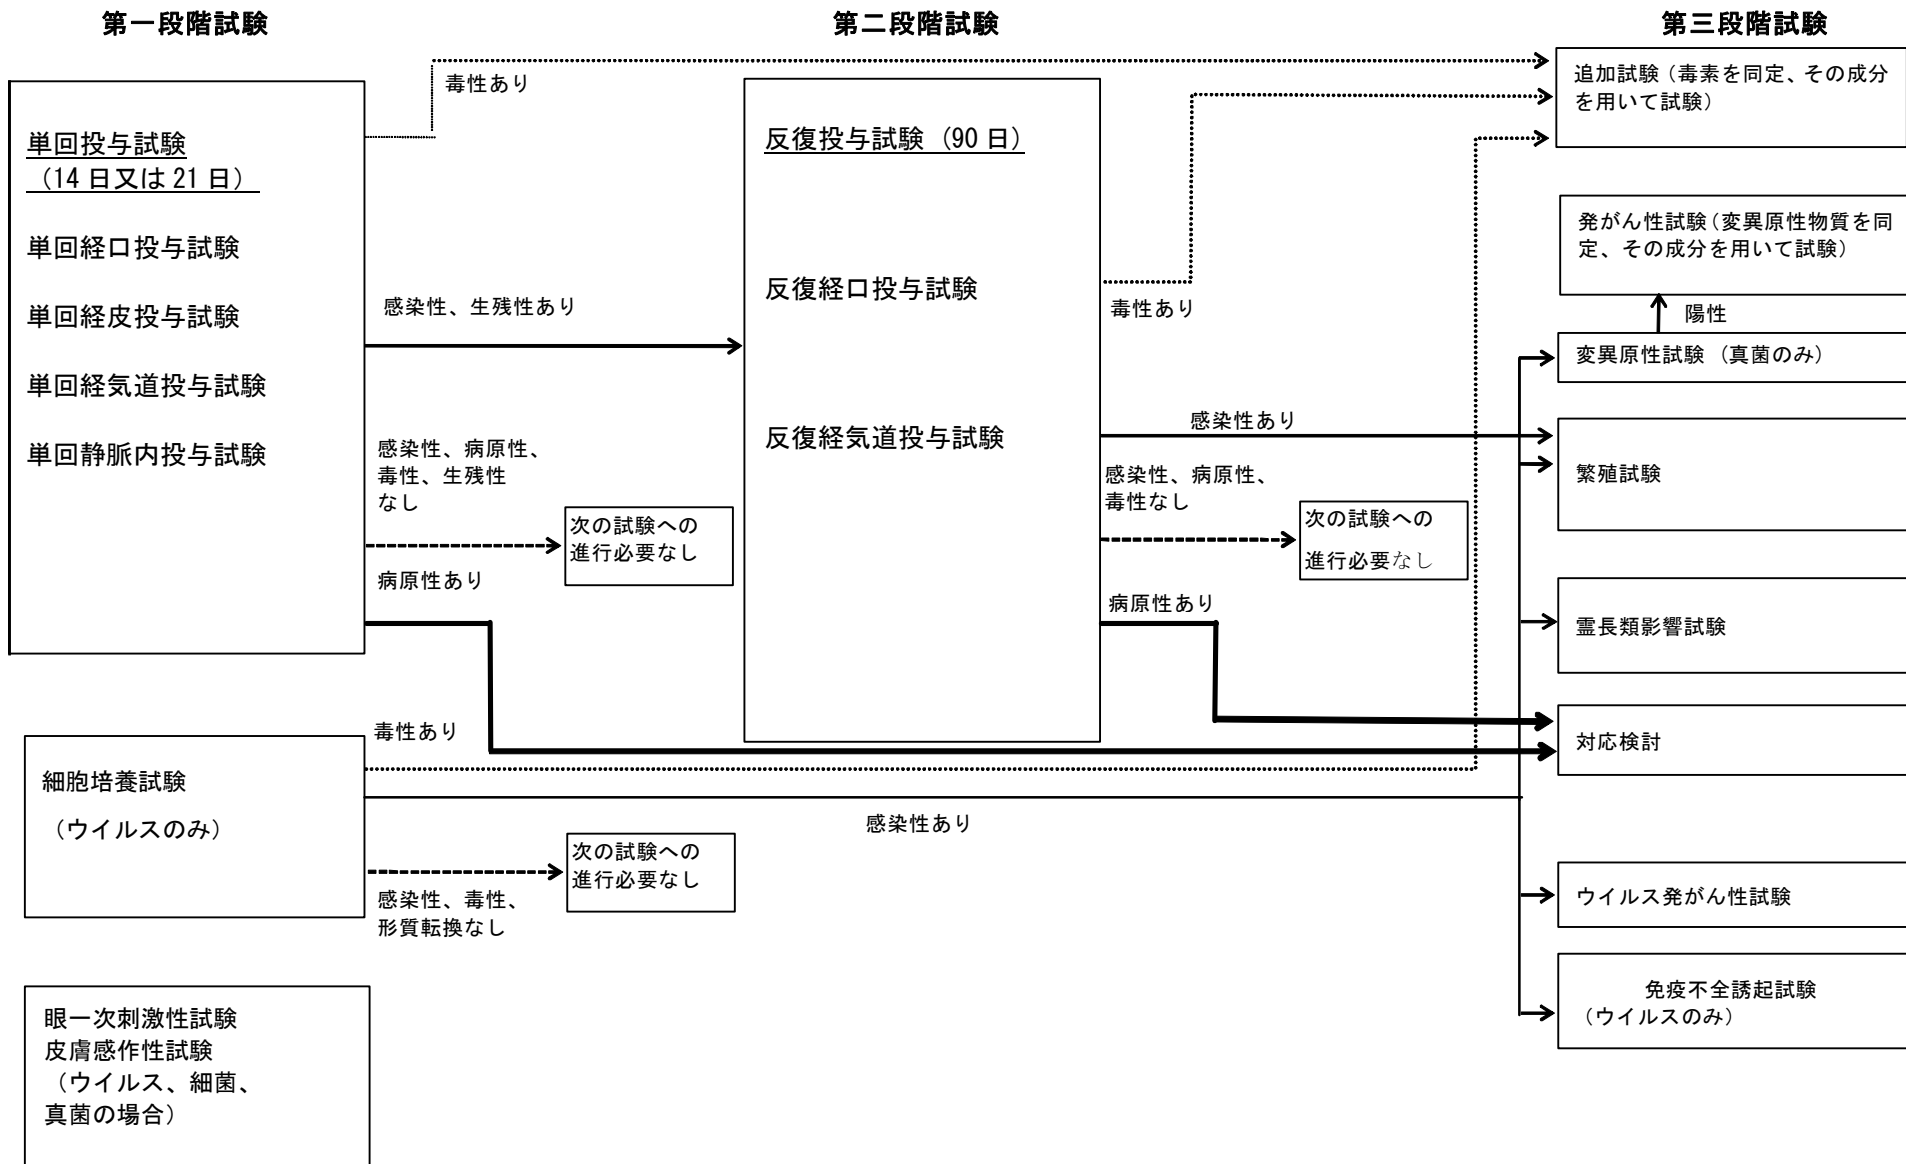 第一段階試験
第二段階試験
第三段階試験
単回投与試験
（14 日又は 21 日）
単回経口投与試験
単回経皮投与試験
単回経気道投与試験
単回静脈内投与試験
毒性あり
感染性、生残性あり
感染性、病原性、
毒性、生残性
なし
次の試験への
進行必要なし
病原性あり
反復投与試験（90 日）
反復経口投与試験
反復経気道投与試験
毒性あり
感染性あり
感染性、病原性、
毒性なし
次の試験への
進行必要なし
病原性あり
追加試験（毒素を同定、その成分
を用いて試験）
発がん性試験（変異原性物質を同
定、その成分を用いて試験）
陽性
変異原性試験（真菌のみ）
繁殖試験
霊長類影響試験
対応検討
ウイルス発がん性試験
免疫不全誘起試験
（ウイルスのみ）
細胞培養試験
（ウイルスのみ）
毒性あり
感染性あり
次の試験への
進行必要なし
感染性、毒性、
形質転換なし
眼一次刺激性試験
皮膚感作性試験
（ウイルス、細菌、
真菌の場合）